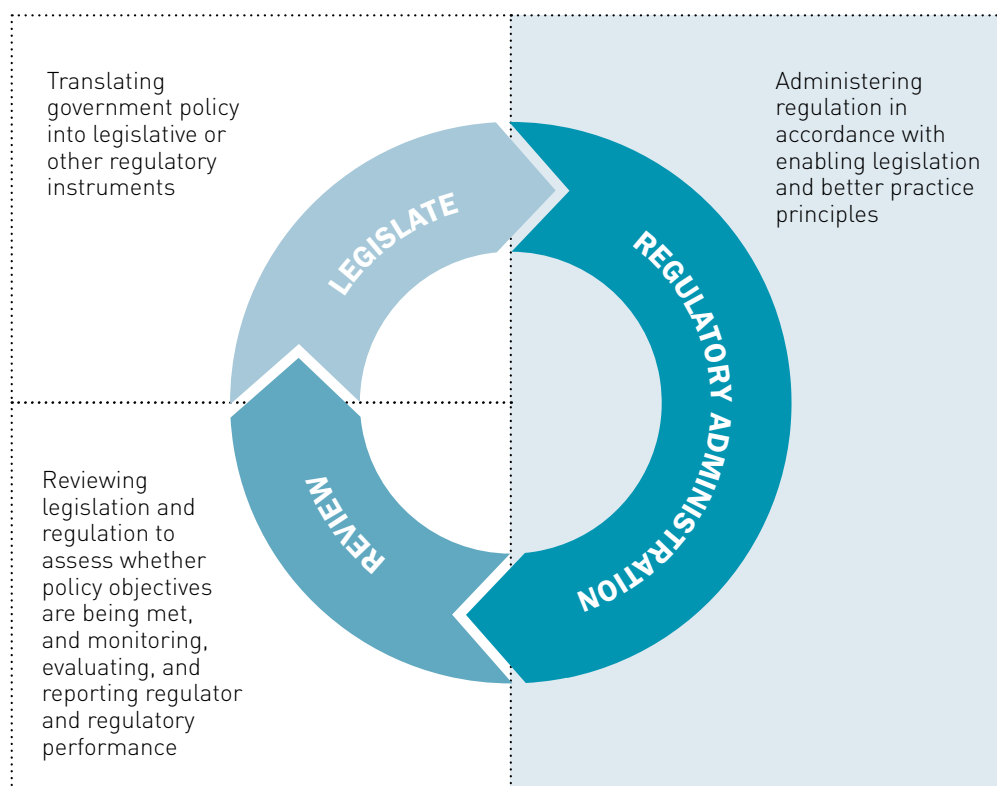 Translating
government policy
into legislative or
other regulatory
instruments
Administering
regulation in
accordance with
enabling legislation
and better practice
principles
LEGISLATE
REGULATORY ADMINISTRATION
REVIEW
Reviewing
legislation and
regulation to
assess whether
policy objectives
are being met,
and monitoring,
evaluating, and
reporting regulator
and regulatory
performance